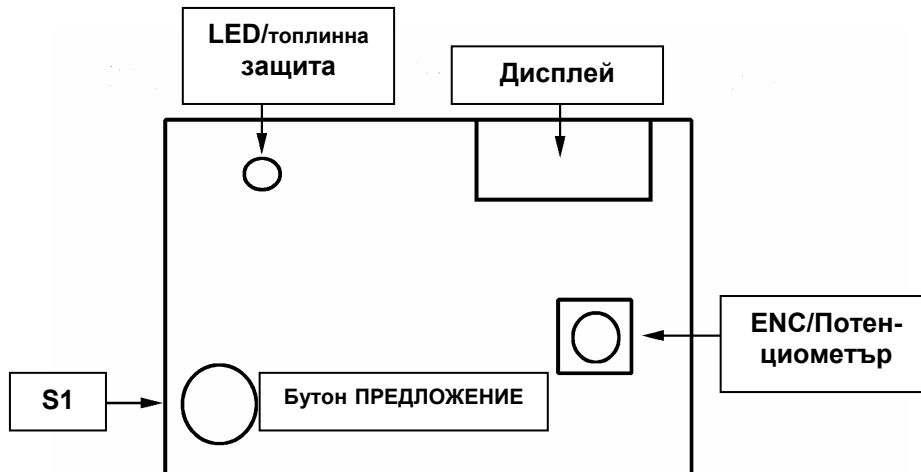 LED/топлинна
защита
Дисплей
ENC/Потен-
циометър
S1
Бутон ПРЕДЛОЖЕНИЕ